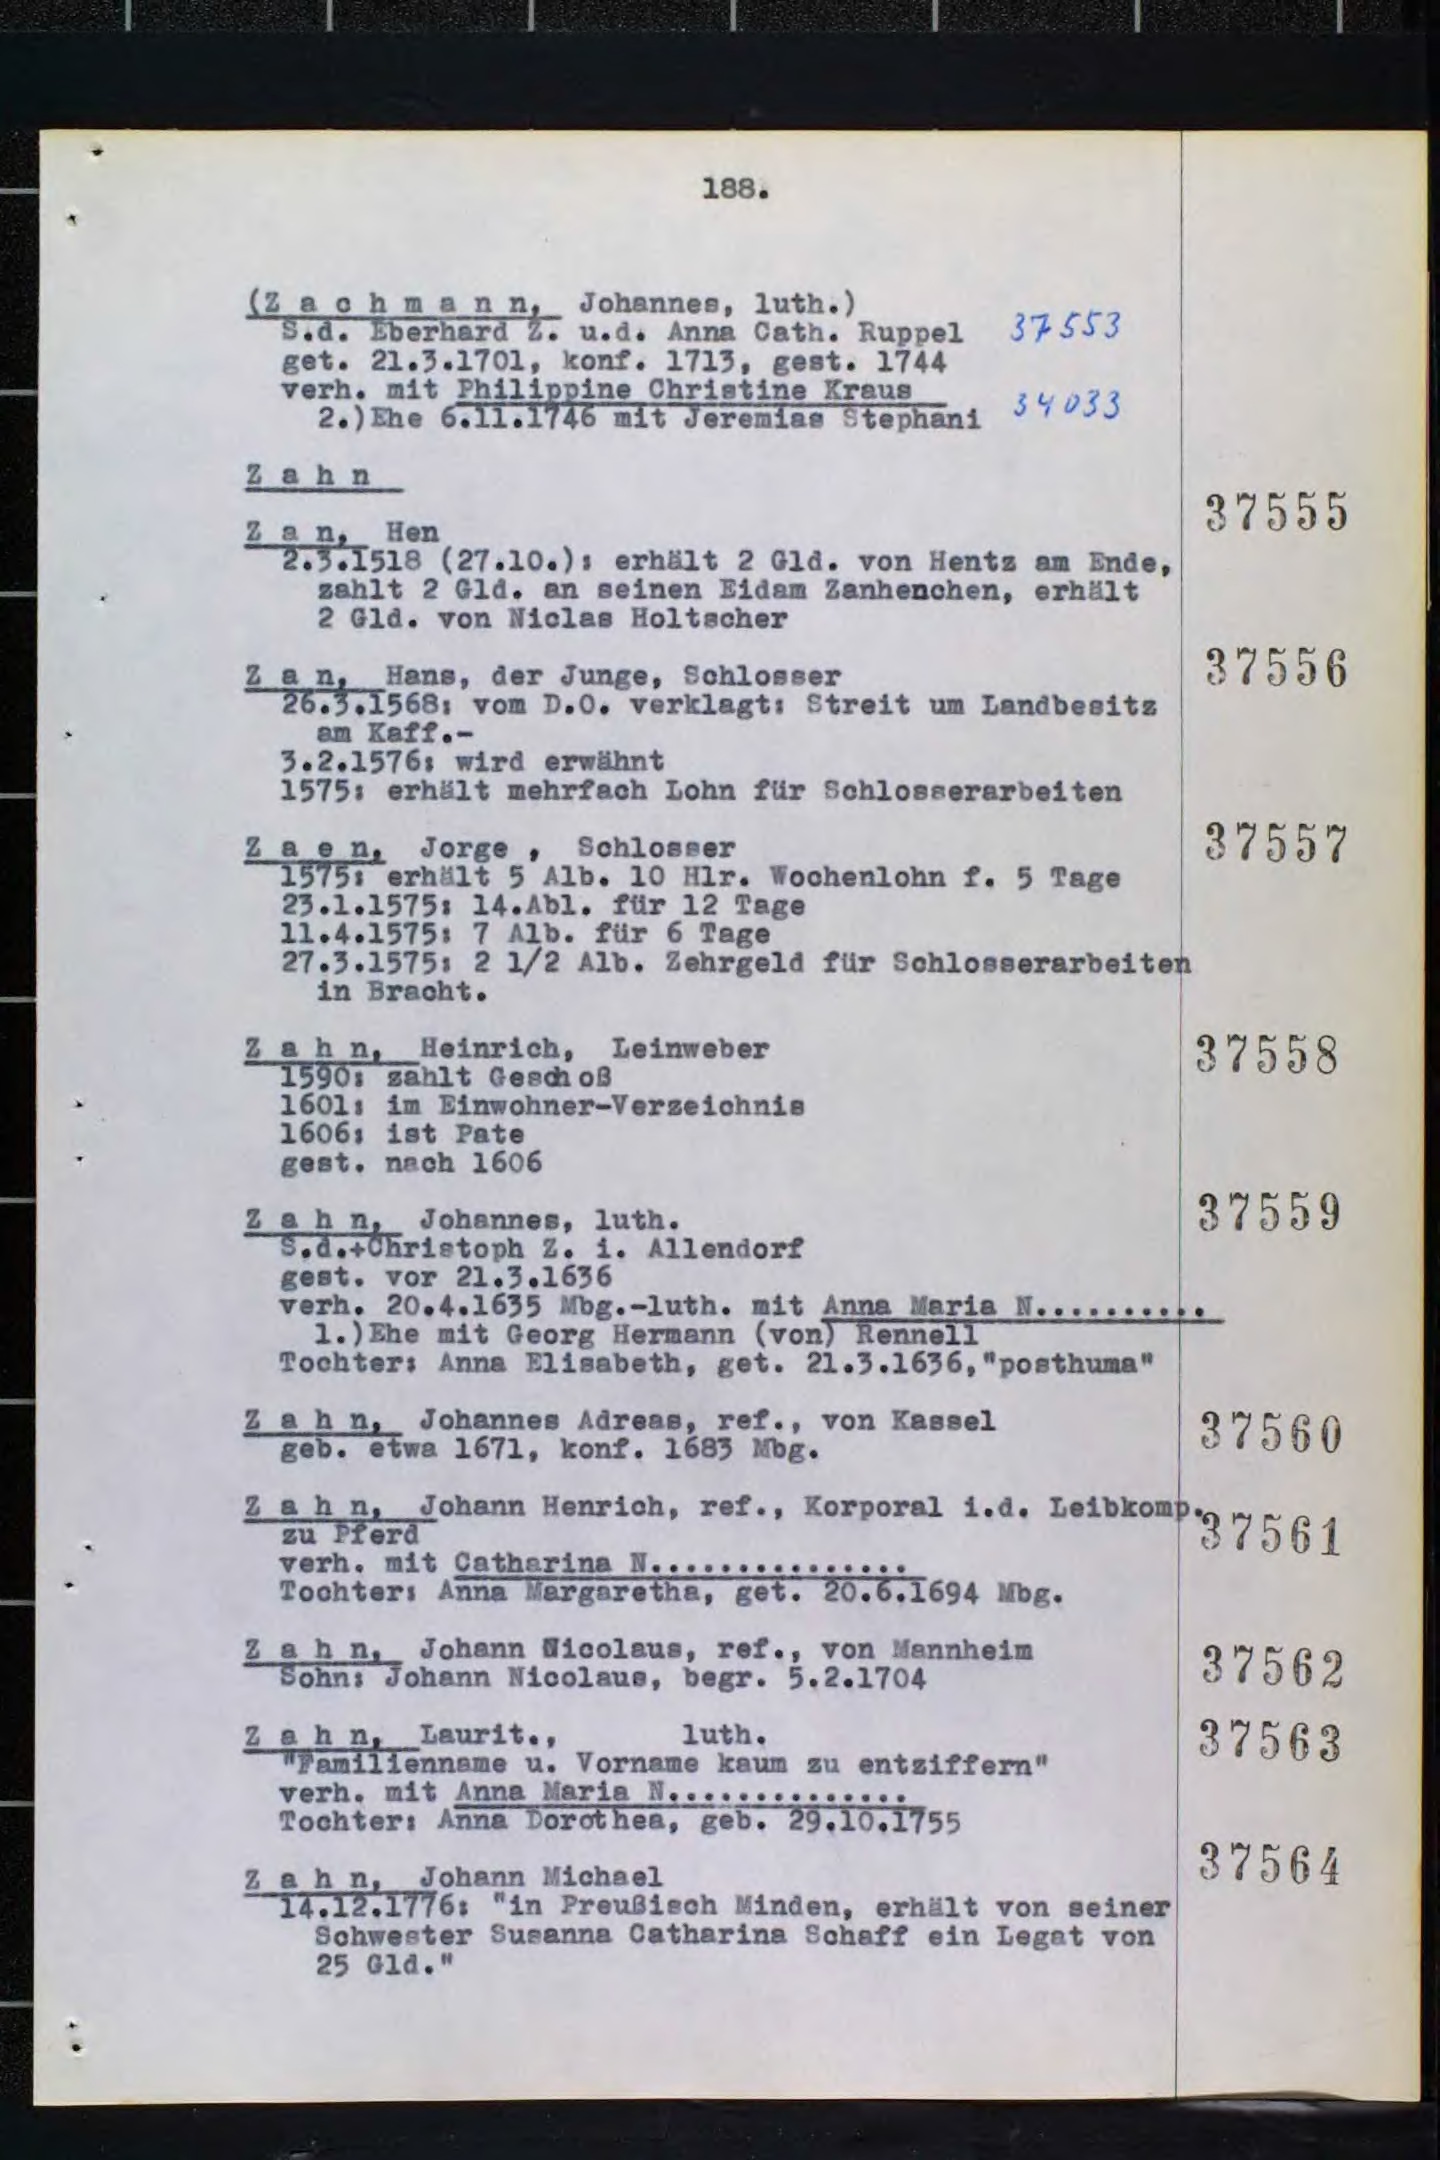 188.
(Z a c h m a n n, Johannes, luth.)
S.d. Eberhard Z. u.d. Anna Cath. Ruppel 37553
get. 21.3.1701, konf. 1713, gest. 1744
verh. mit Philippine Christine Kraus
2.)Ehe 6.11.1746 mit Jeremias Stephani 34033
Z a h n
37555
Z a n, Hen
2.3.1518 (27.10.): erhält 2 Gld. von Hentz am Ende,
zahlt 2 Gld. an seinen Eidam Zanhenchen, erhält
2 Gld. von Niclas Holtscher
Z a n, Hans, der Junge, Schlosser 37556
26.3.1568: vom D.O. verklagt: Streit um Landbesitz
am Kaff.-
3.2.1576: wird erwähnt
1575: erhält mehrfach Lohn für Schlosserarbeiten
Z a e n, Jorge , Schlosser 37557
1575: erhält 5 Alb. 10 Hlr. Wochenlohn f. 5 Tage
23.1.1575: 14.Abl. für 12 Tage
11.4.1575: 7 Alb. für 6 Tage
27.3.1575: 2 1/2 Alb. Zehrgeld für Schlosserarbeiten
in Bracht.
Z a h n, Heinrich, Leinweber 37558
1590: zahlt Geschoß
1601: im Einwohner-Verzeichnis
1606: ist Pate
gest. nach 1606
Z a h n, Johannes, luth. 37559
S.d.+Christoph Z. i. Allendorf
gest. vor 21.3.1636
verh. 20.4.1635 Mbg.-luth. mit Anna Maria N..........
1.)Ehe mit Georg Hermann (von) Rennell
Tochter: Anna Elisabeth, get. 21.3.1636,"posthuma"
Z a h n, Johannes Adreas, ref., von Kassel 37560
geb. etwa 1671, konf. 1683 Mbg.
Z a h n, Johann Henrich, ref., Korporal i.d. Leibkomp.
zu Pferd 37561
verh. mit Catharina N...............
Tochter: Anna Margaretha, get. 20.6.1694 Mbg.
Z a h n, Johann Nicolaus, ref., von Mannheim 37562
Sohn: Johann Nicolaus, begr. 5.2.1704
Z a h n, Laurit., luth. 37563
"Familienname u. Vorname kaum zu entziffern"
verh. mit Anna Maria N..............
Tochter: Anna Dorothea, geb. 29.10.1755
Z a h n, Johann Michael 37564
14.12.1776: "in Preußisch Minden, erhält von seiner
Schwester Susanna Catharina Schaff ein Legat von
25 Gld."